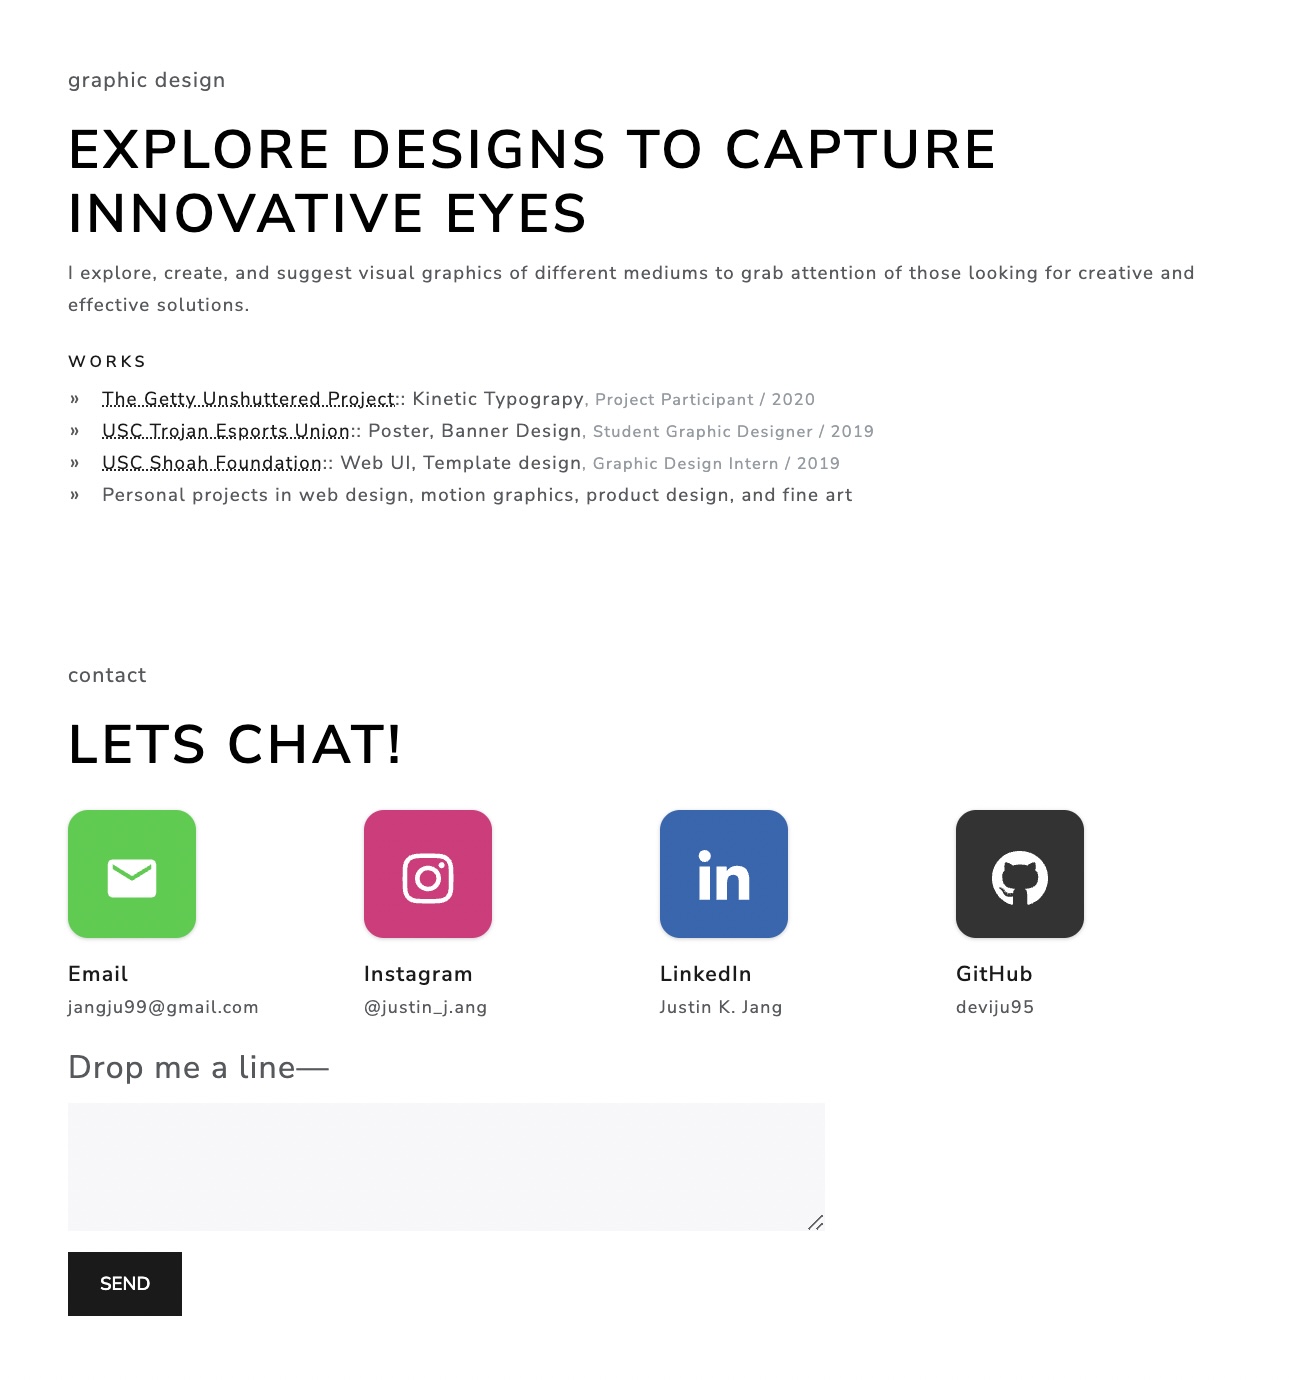 graphic design
EXPLORE DESIGNS TO CAPTURE
INNOVATIVE EYES
I explore, create, and suggest visual graphics of different mediums to grab attention of those looking for creative and
effective solutions.
WORKS
» The Getty Unshuttered Project:: Kinetic Typograpy, Project Participant / 2020
» USC Trojan Esports Union:: Poster, Banner Design, Student Graphic Designer / 2019
» USC Shoah Foundation:: Web UI, Template design, Graphic Design Intern / 2019
» Personal projects in web design, motion graphics, product design, and fine art
contact
LETS CHAT!
in
Email Instagram LinkedIn GitHub
jangju99@gmail.com @justin_j.ang Justin K. Jang deviju95
Drop me a line—
SEND